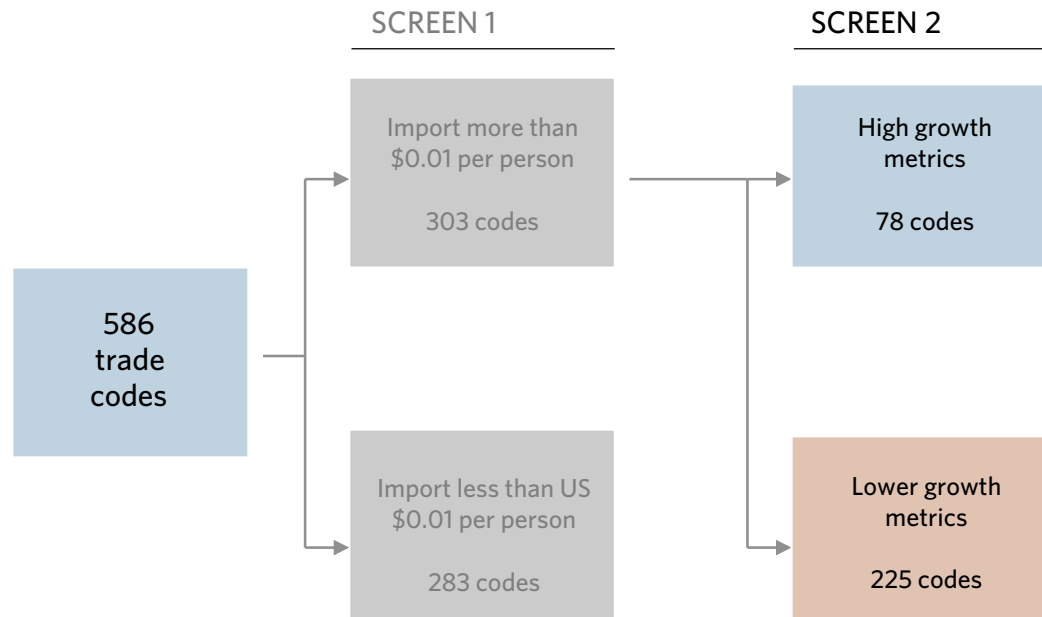 SCREEN 1
SCREEN 2
586
trade
codes
Import more than
$0.01 per person
303 codes
Import less than US
$0.01 per person
283 codes
High growth
metrics
78 codes
Lower growth
metrics
225 codes